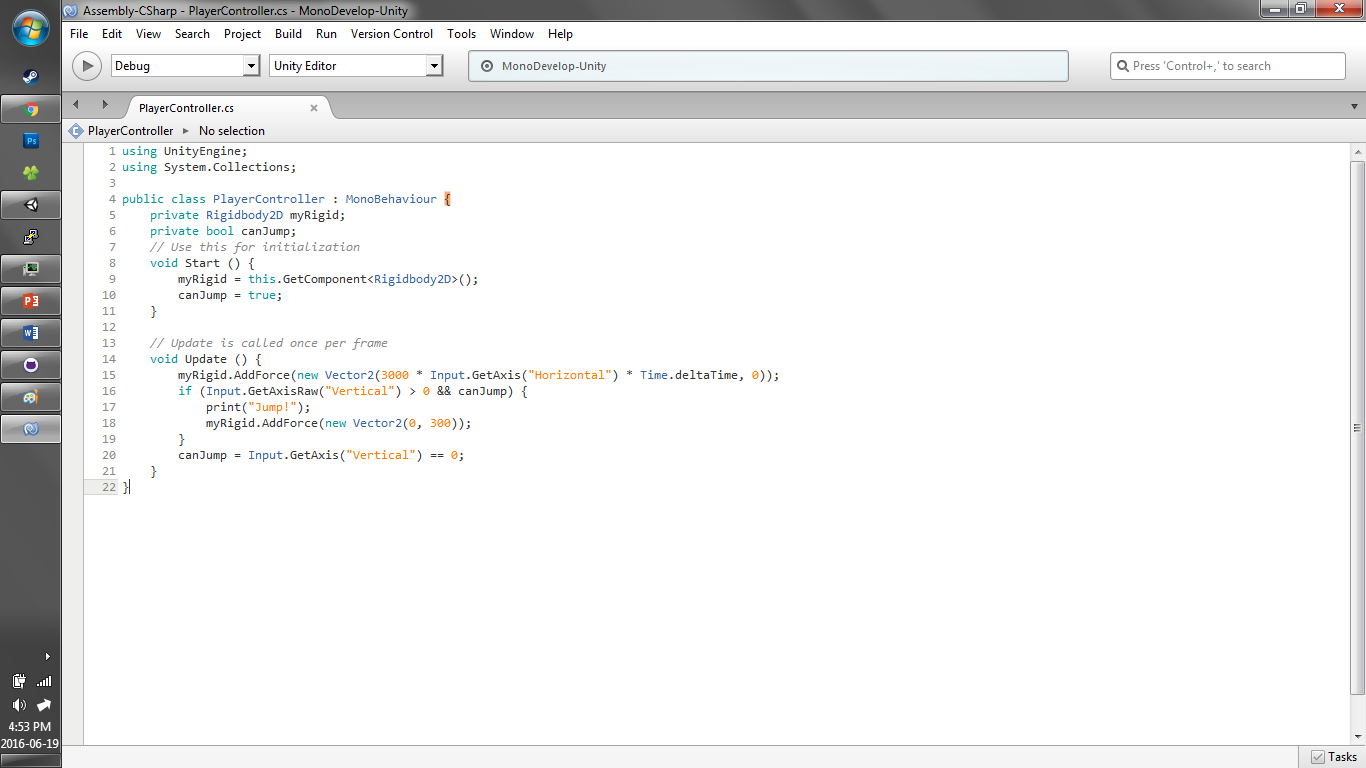 Assembly-CSharp - PlayerController.cs - MonoDevelop-Unity
File Edit View Search Project Build Run Version Control Tools Window Help
Debug Unity Editor MonoDevelop-Unity Press 'Control+,' to search
PlayerController.cs
PlayerController No selection
1 using UnityEngine;
2 using System.Collections;
3
4 public class PlayerController : MonoBehaviour {
5 private Rigidbody2D myRigid;
6 private bool canJump;
7 // Use this for initialization
8 void Start () {
9 myRigid = this.GetComponent<Rigidbody2D>();
10 canJump = true;
11 }
12
13 // Update is called once per frame
14 void Update () {
15 myRigid.AddForce(new Vector2(3000 * Input.GetAxis("Horizontal") * Time.deltaTime, 0));
16 if (Input.GetAxisRaw("Vertical") > 0 && canJump) {
17 print("Jump!");
18 myRigid.AddForce(new Vector2(0, 300));
19 }
20 canJump = Input.GetAxis("Vertical") == 0;
21 }
22 }
Ps
P
W
4:53 PM
2016-06-19
Tasks